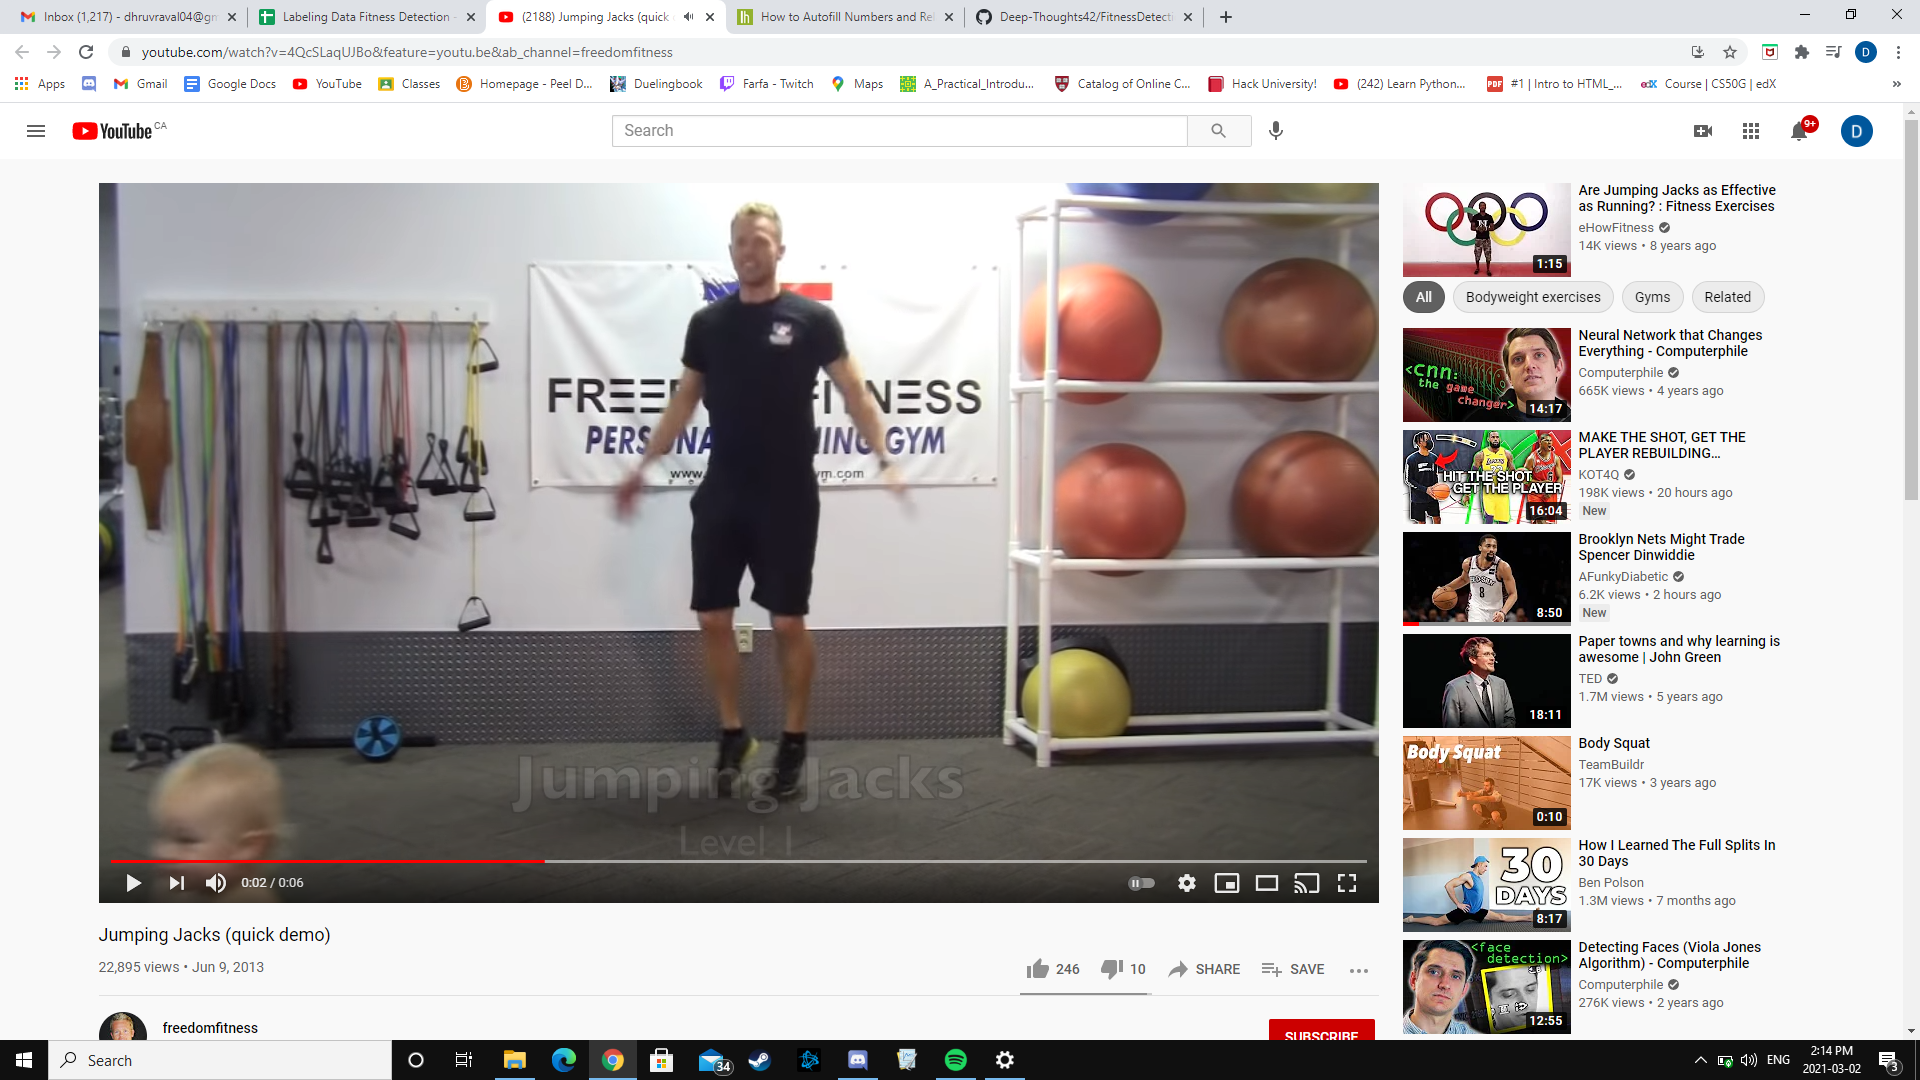 Inbox (1,217) - dhruvraval04@gm
Labeling Data Fitness Detection -
(2188) Jumping Jacks (quick
How to Autofill Numbers and Rel
Deep-Thoughts42/FitnessDetecti
youtube.com/watch?v=4QcSLaqUJBo&feature=youtu.be&ab_channel=freedomfitness
D
Apps
Gmail
Google Docs
YouTube
Classes
Homepage - Peel D...
Duelingbook
Farfa - Twitch
Maps
A_Practical_Introdu...
Catalog of Online C...
Hack University!
(242) Learn Python...
#1 | Intro to HTML_...
Course | CS50G | edX
»
YouTube CA
Search
9+
D
FREE FITNESS
PERSONA NING GYM
www. ym.com
Jumping Jacks
Level 1
0:02 / 0:06
Jumping Jacks (quick demo)
22,895 views • Jun 9, 2013
246
10
SHARE
SAVE
freedomfitness
SUBSCRIBE
Are Jumping Jacks as Effective
as Running? : Fitness Exercises
eHowFitness
14K views • 8 years ago
1:15
All
Bodyweight exercises
Gyms
Related
Neural Network that Changes
Everything - Computerphile
Computerphile
665K views • 4 years ago
<CNN:
the game
changer>
14:17
MAKE THE SHOT, GET THE
PLAYER REBUILDING...
KOT4Q
198K views • 20 hours ago
New
HIT THE SHOT
GET THE PLAYER
16:04
Brooklyn Nets Might Trade
Spencer Dinwiddie
AFunkyDiabetic
6.2K views • 2 hours ago
New
8:50
Paper towns and why learning is
awesome | John Green
TED
1.7M views • 5 years ago
18:11
Body Squat
Body Squat
TeamBuildr
17K views • 3 years ago
0:10
How I Learned The Full Splits In
30 Days
Ben Polson
1.3M views • 7 months ago
30
DAYS
8:17
Detecting Faces (Viola Jones
Algorithm) - Computerphile
Computerphile
276K views • 2 years ago
<face
detection>
12:55
Search
34
ENG
2:14 PM
2021-03-02
3